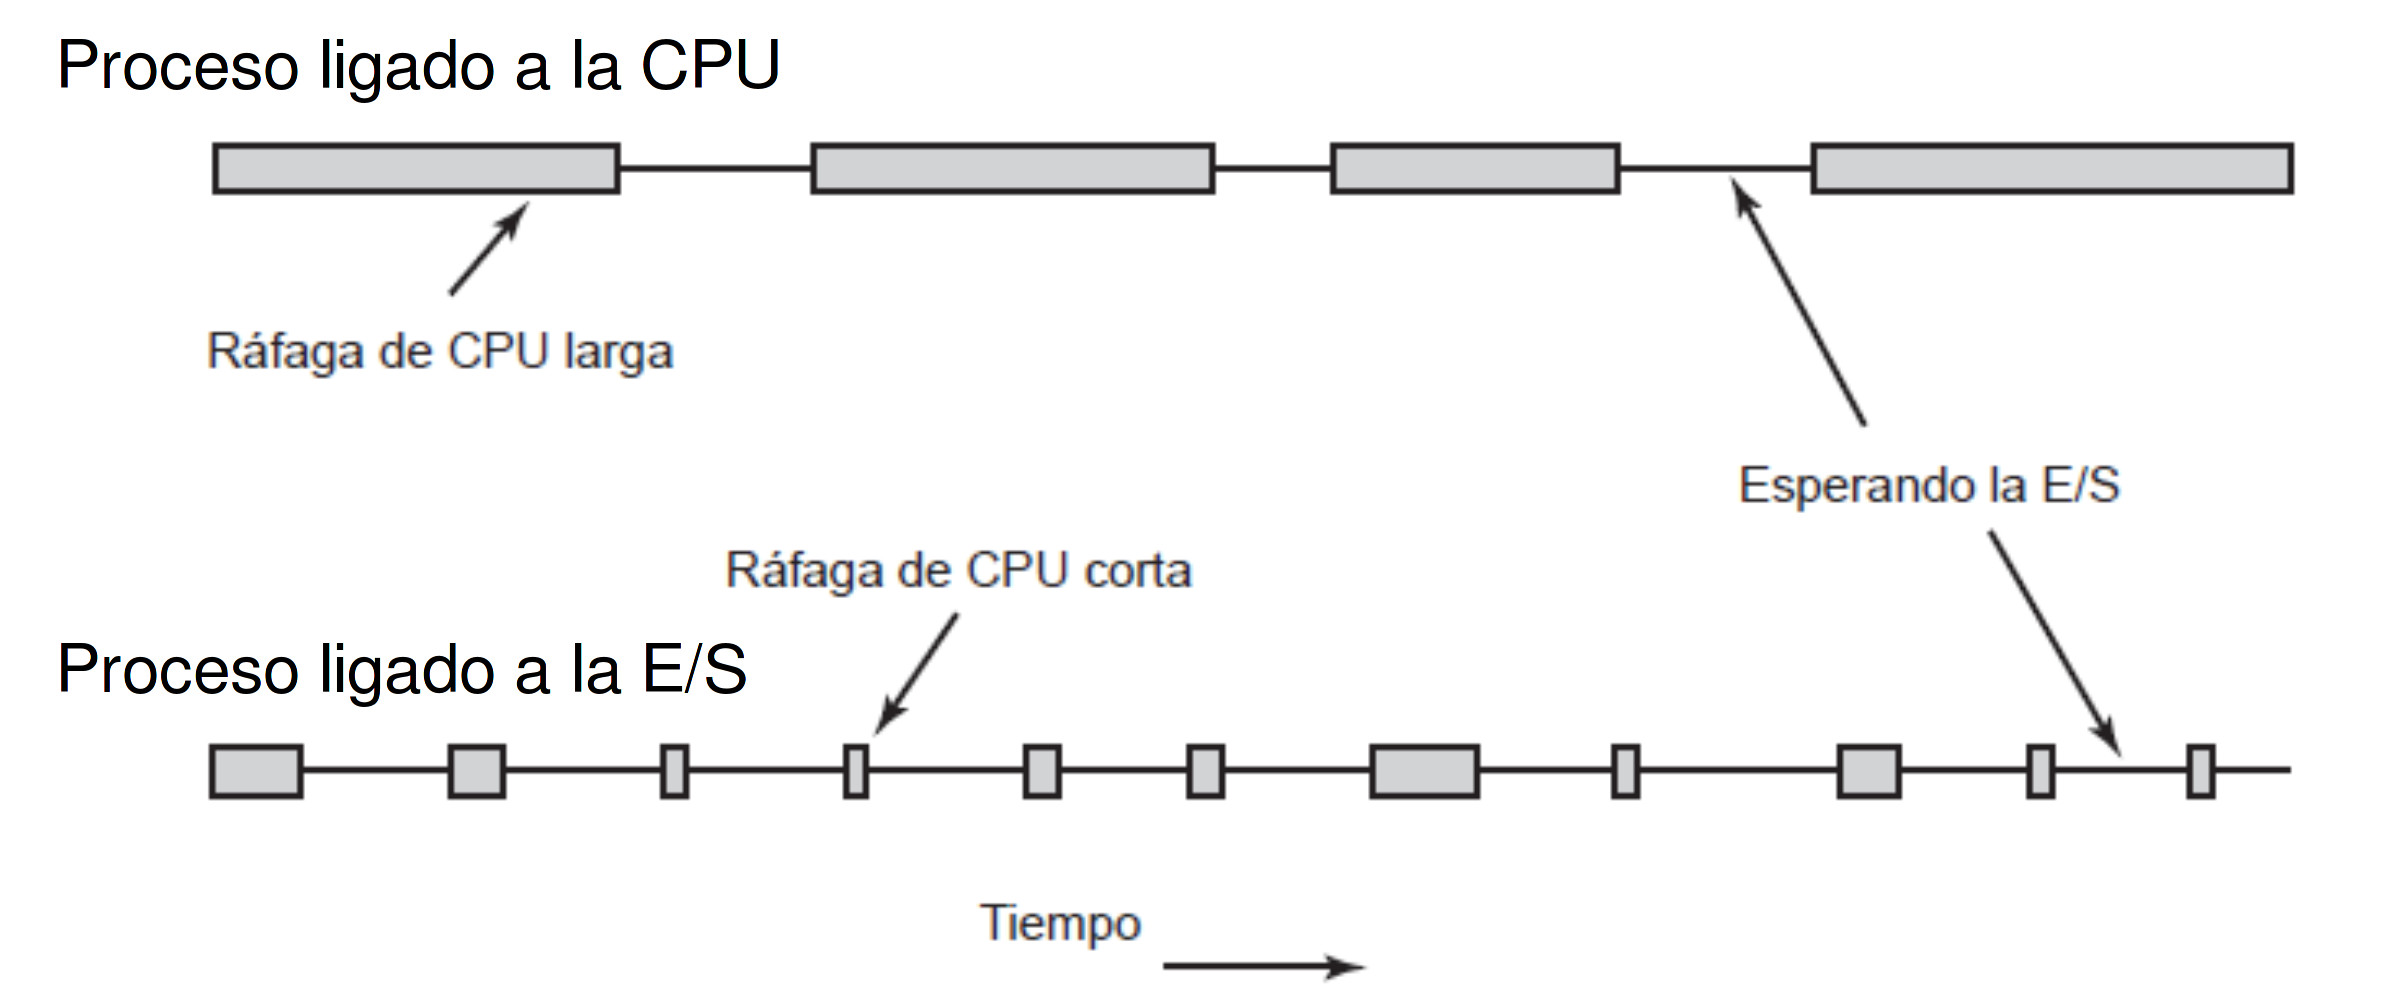 Proceso ligado a la CPU
Ráfaga de CPU larga
Esperando la E/S
Ráfaga de CPU corta
Proceso ligado a la E/S
Tiempo